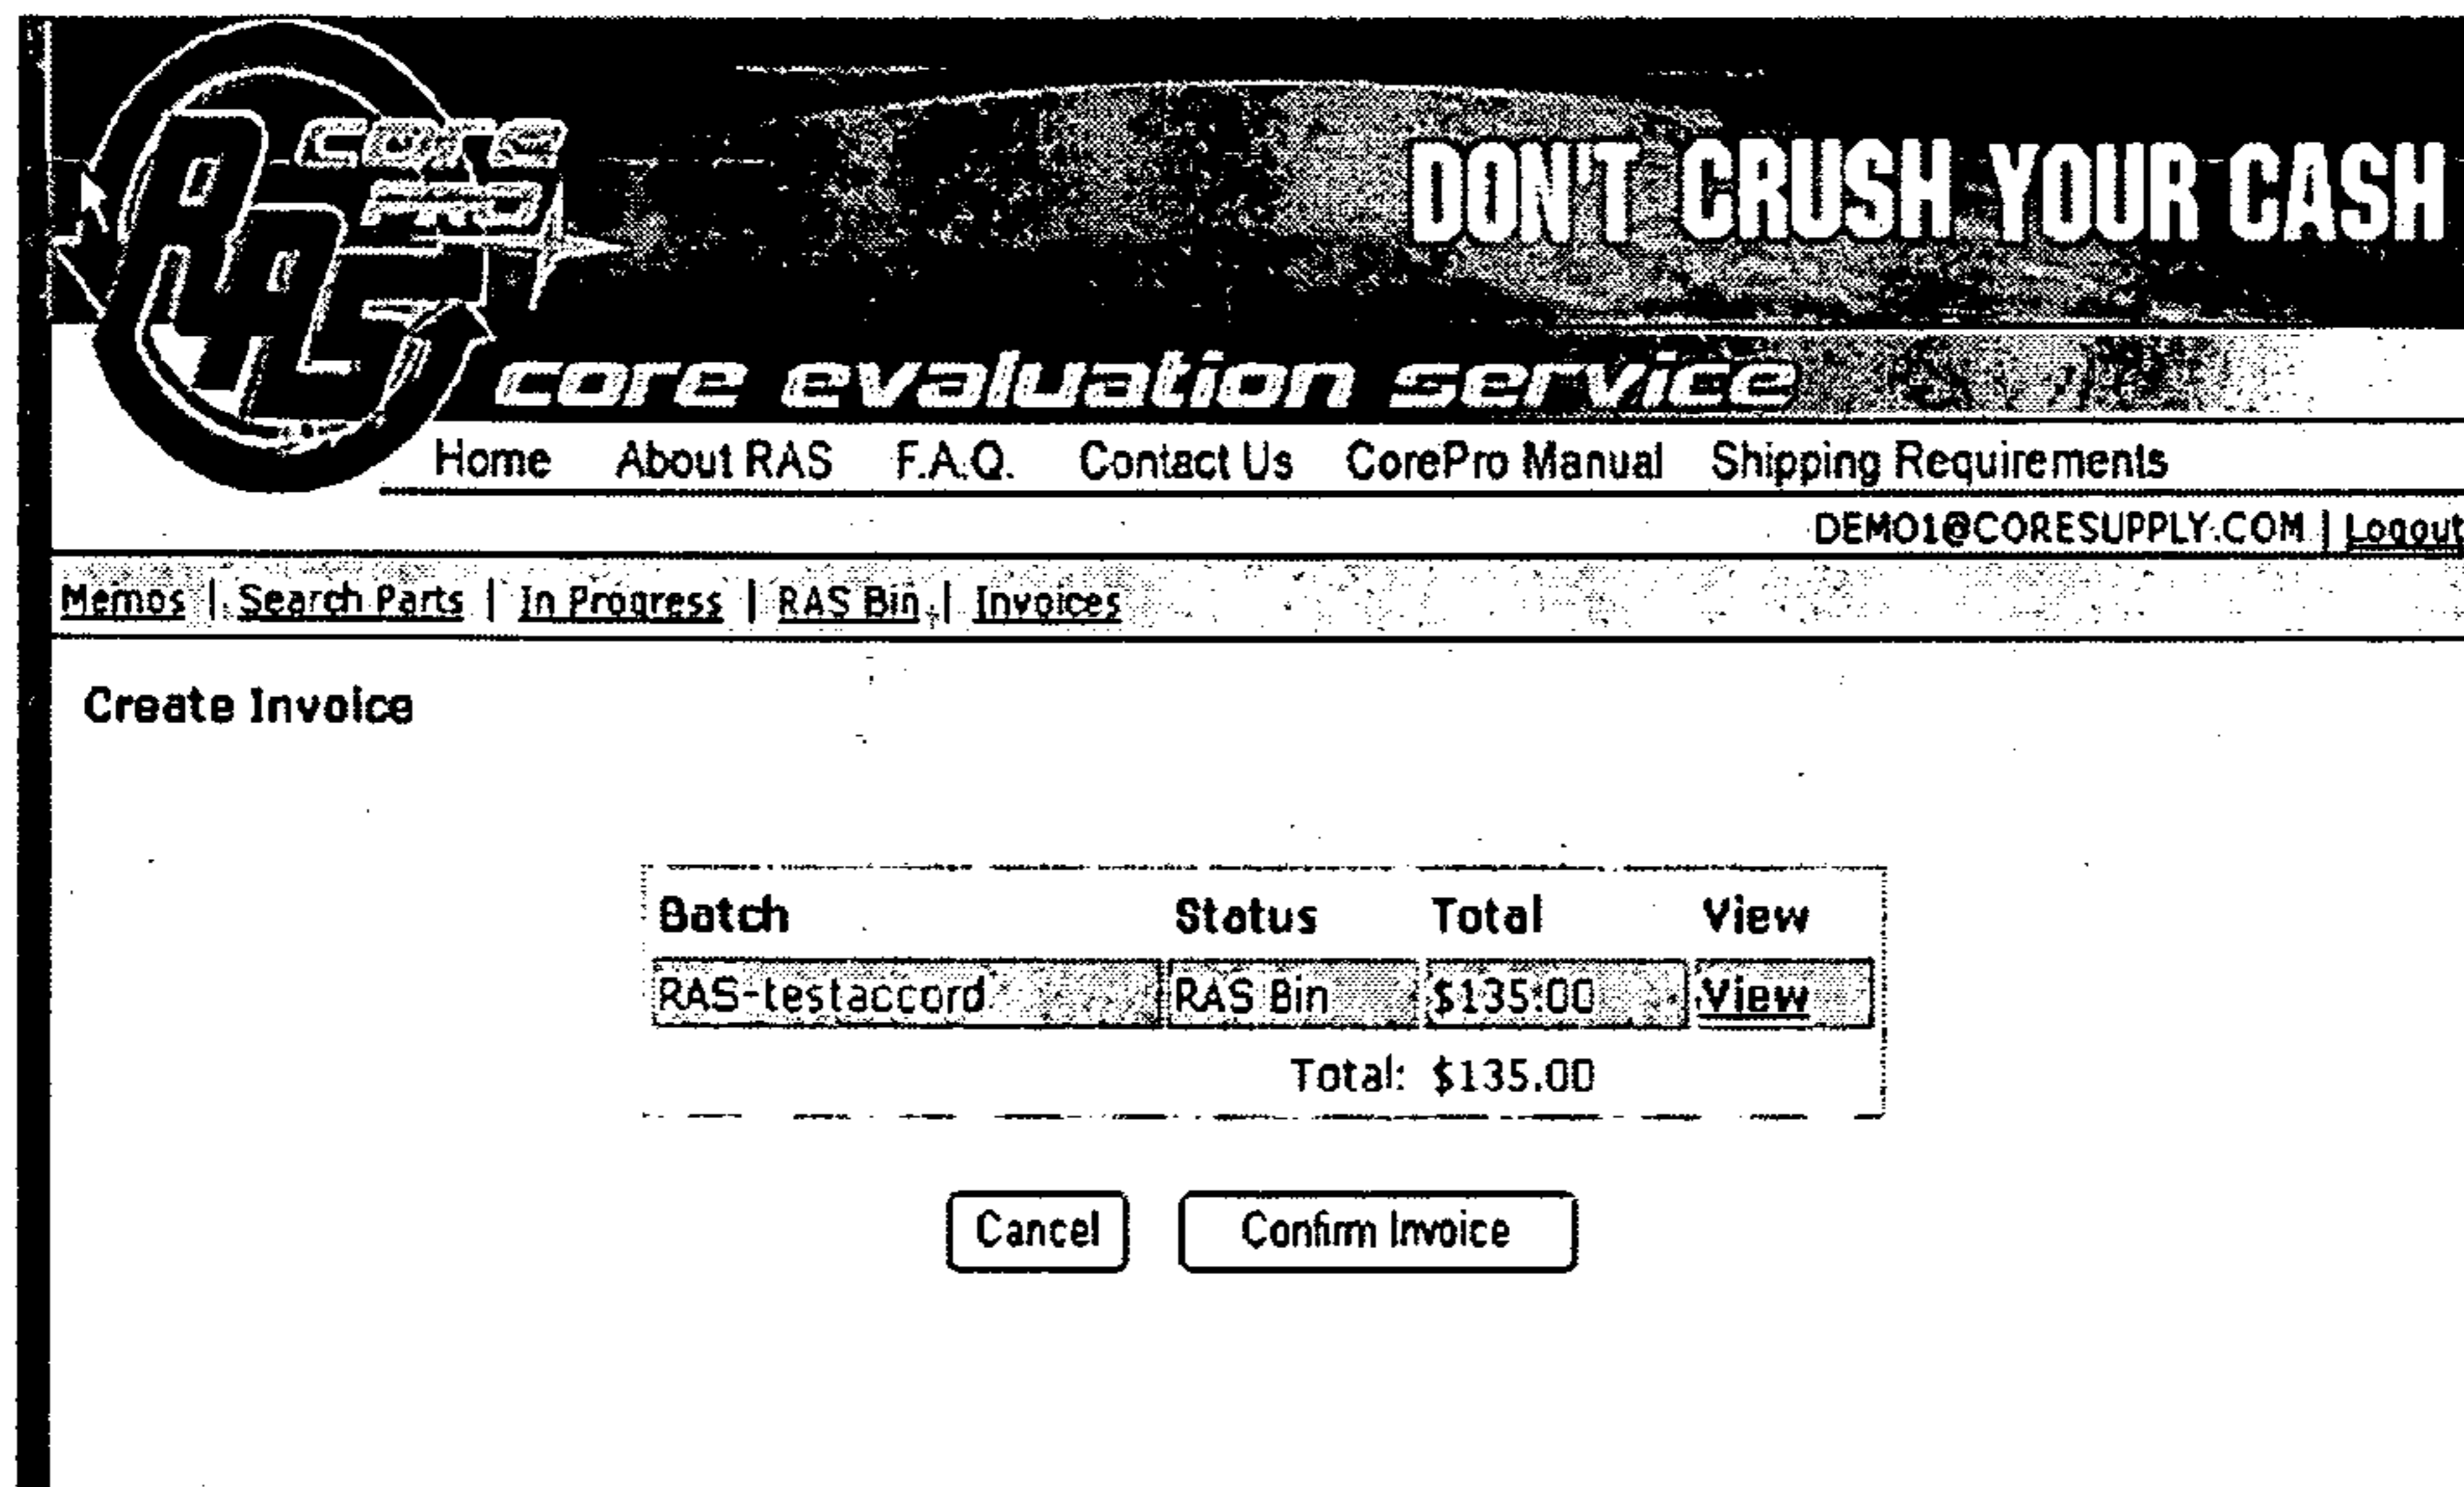 core
PRO
RAS
DON'T CRUSH YOUR CASH
core evaluation service
Home About RAS F.A.Q. Contact Us CorePro Manual Shipping Requirements
DEMO1@CORESUPPLY.COM | Logout
Memos | Search Parts | In Progress | RAS Bin | Invoices
Create Invoice
Batch Status Total View
RAS-testaccord RAS Bin $135.00 View
Total: $135.00
Cancel Confirm Invoice